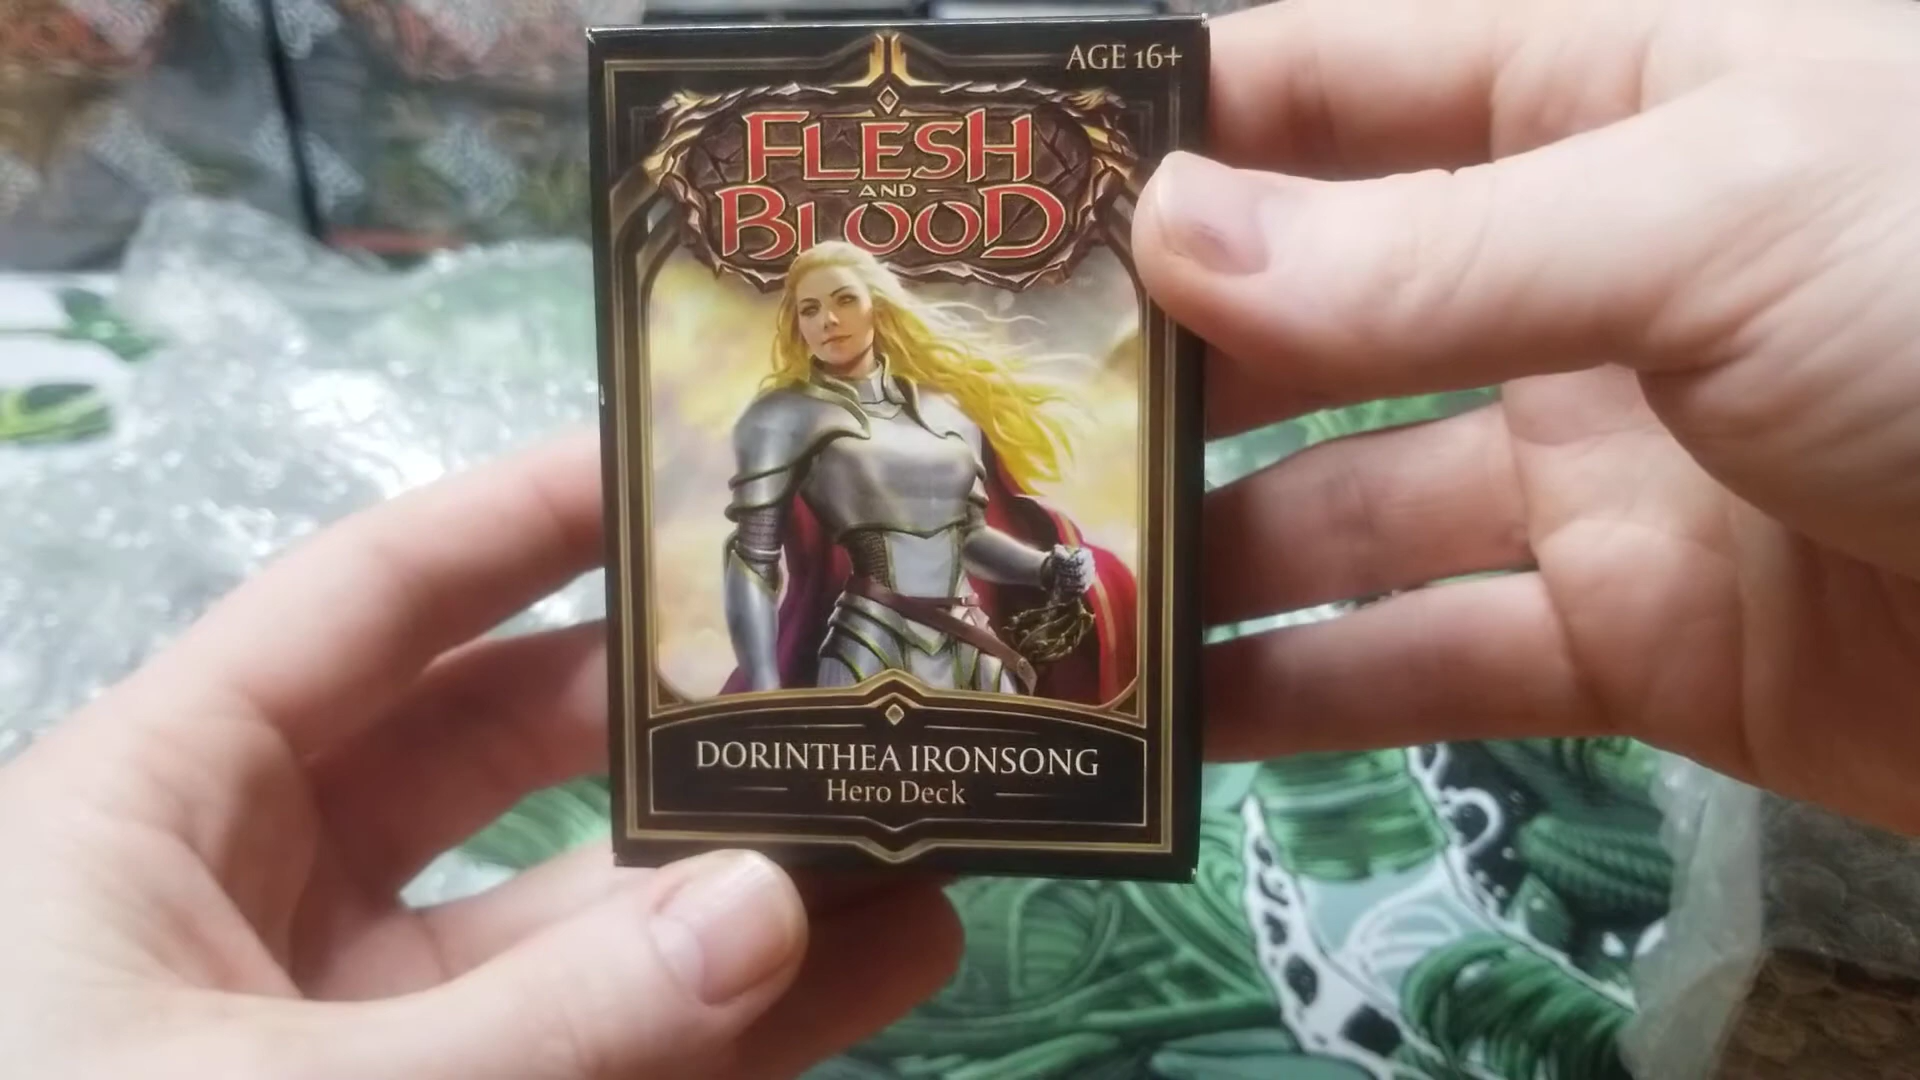 AGE 16+
FLESH
AND
BLOOD
DORINTHEA IRONSONG
Hero Deck